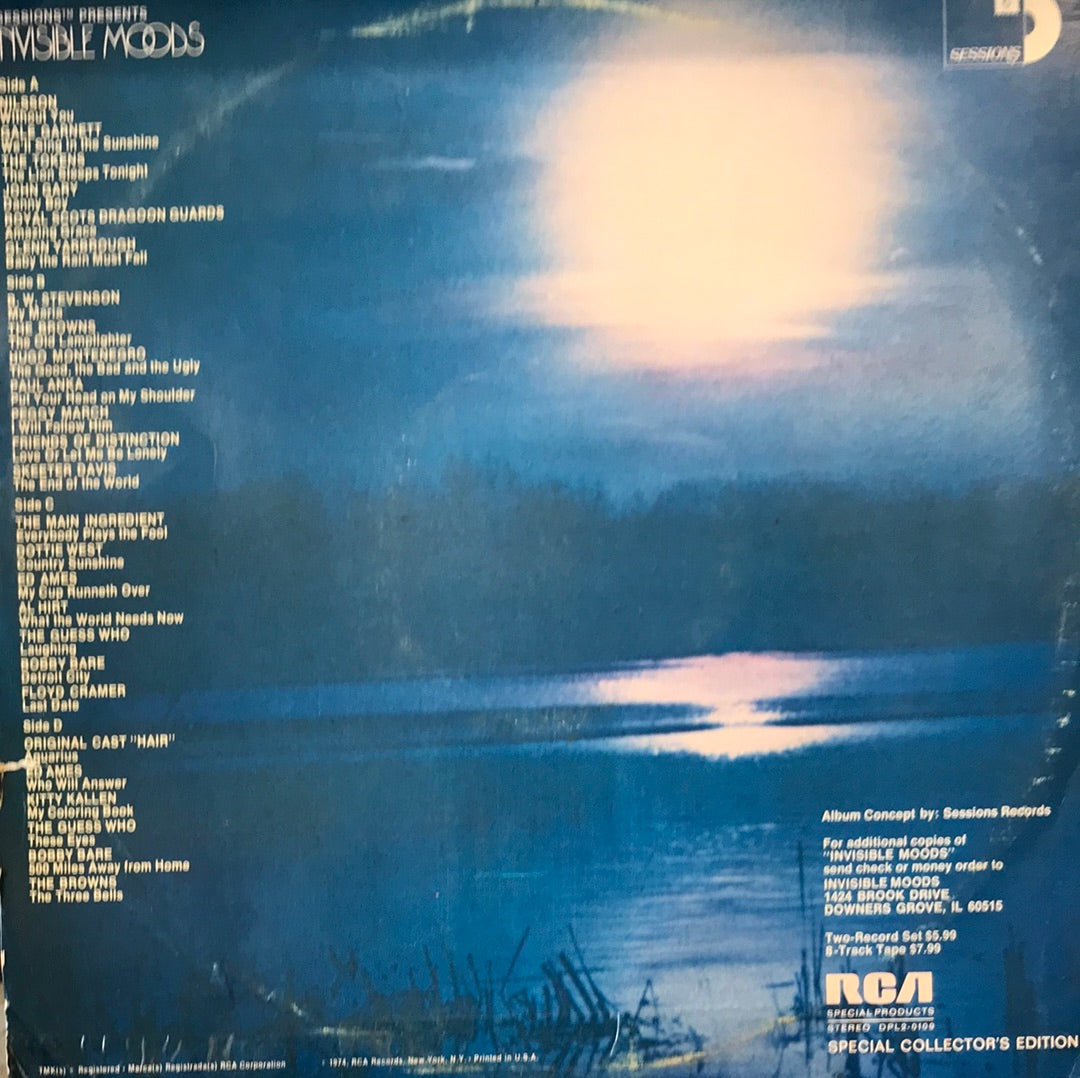 SESSIONS™ PRESENTS
INVISIBLE MOODS
Side A
NILSSON
Without You
GALE GARNETT
We'll Sing in the Sunshine
THE TOKENS
The Lion Sleeps Tonight
JOHN GARY
Danny Boy
ROYAL SCOTS DRAGOON GUARDS
Amazing Grace
GLENN YARBROUGH
Baby the Rain Must Fall
Side B
B. W. STEVENSON
My Maria
THE BROWNS
The Old Lamplighter
HUGO MONTENEGRO
The Good, the Bad and the Ugly
PAUL ANKA
Put Your Head on My Shoulder
PEGGY MARCH
I Will Follow Him
FRIENDS OF DISTINCTION
Love Or Let Me Be Lonely
SKEETER DAVIS
The End of the World
Side C
THE MAIN INGREDIENT
Everybody Plays the Fool
DOTTIE WEST
Country Sunshine
ED AMES
My Cup Runneth Over
AL HIRT
What the World Needs Now
THE GUESS WHO
Laughing
BOBBY BARE
Detroit City
FLOYD CRAMER
Last Date
Side D
ORIGINAL CAST "HAIR"
Aquarius
ED AMES
Who Will Answer
KITTY KALLEN
My Coloring Book
THE GUESS WHO
These Eyes
BOBBY BARE
500 Miles Away from Home
THE BROWNS
The Three Bells
SESSIONS
Album Concept by: Sessions Records
For additional copies of
"INVISIBLE MOODS"
send check or money order to
INVISIBLE MOODS
1424 BROOK DRIVE
DOWNERS GROVE, IL 60515
Two-Record Set $5.99
8-Track Tape $7.99
RCA
SPECIAL PRODUCTS
STEREO DPL2-0109
SPECIAL COLLECTOR'S EDITION
TMK(s) ® Registered • Marca(s) Registrada(s) RCA Corporation
© 1974, RCA Records, New York, N.Y. • Printed in U.S.A.